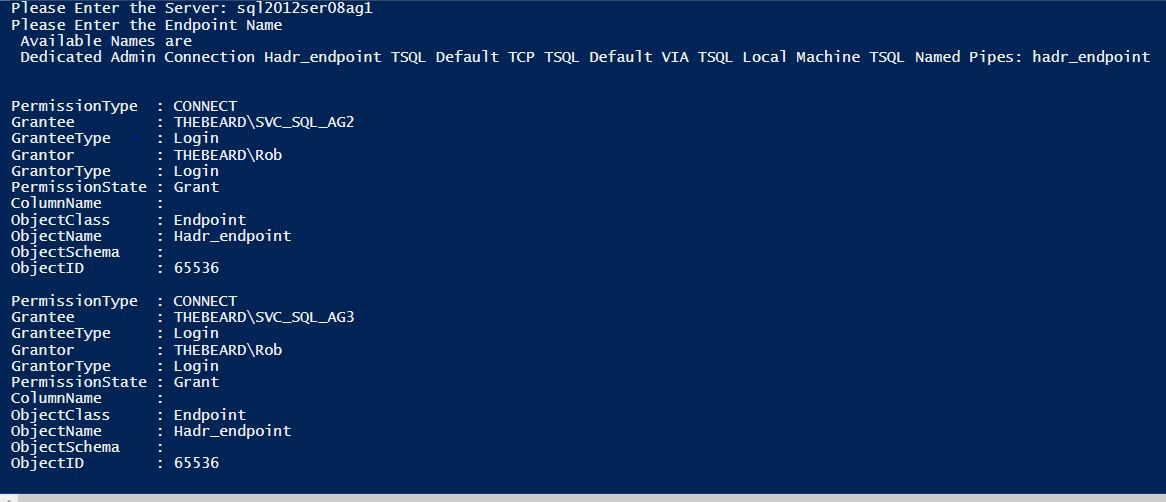 Please Enter the Server: sql2012ser08ag1
Please Enter the Endpoint Name
 Available Names are
 Dedicated Admin Connection Hadr_endpoint TSQL Default TCP TSQL Default VIA TSQL Local Machine TSQL Named Pipes: hadr_endpoint
PermissionType  : CONNECT
Grantee         : THEBEARD\SVC_SQL_AG2
GranteeType     : Login
Grantor         : THEBEARD\Rob
GrantorType     : Login
PermissionState : Grant
ColumnName      :
ObjectClass     : Endpoint
ObjectName      : Hadr_endpoint
ObjectSchema    :
ObjectID        : 65536
PermissionType  : CONNECT
Grantee         : THEBEARD\SVC_SQL_AG3
GranteeType     : Login
Grantor         : THEBEARD\Rob
GrantorType     : Login
PermissionState : Grant
ColumnName      :
ObjectClass     : Endpoint
ObjectName      : Hadr_endpoint
ObjectSchema    :
ObjectID        : 65536